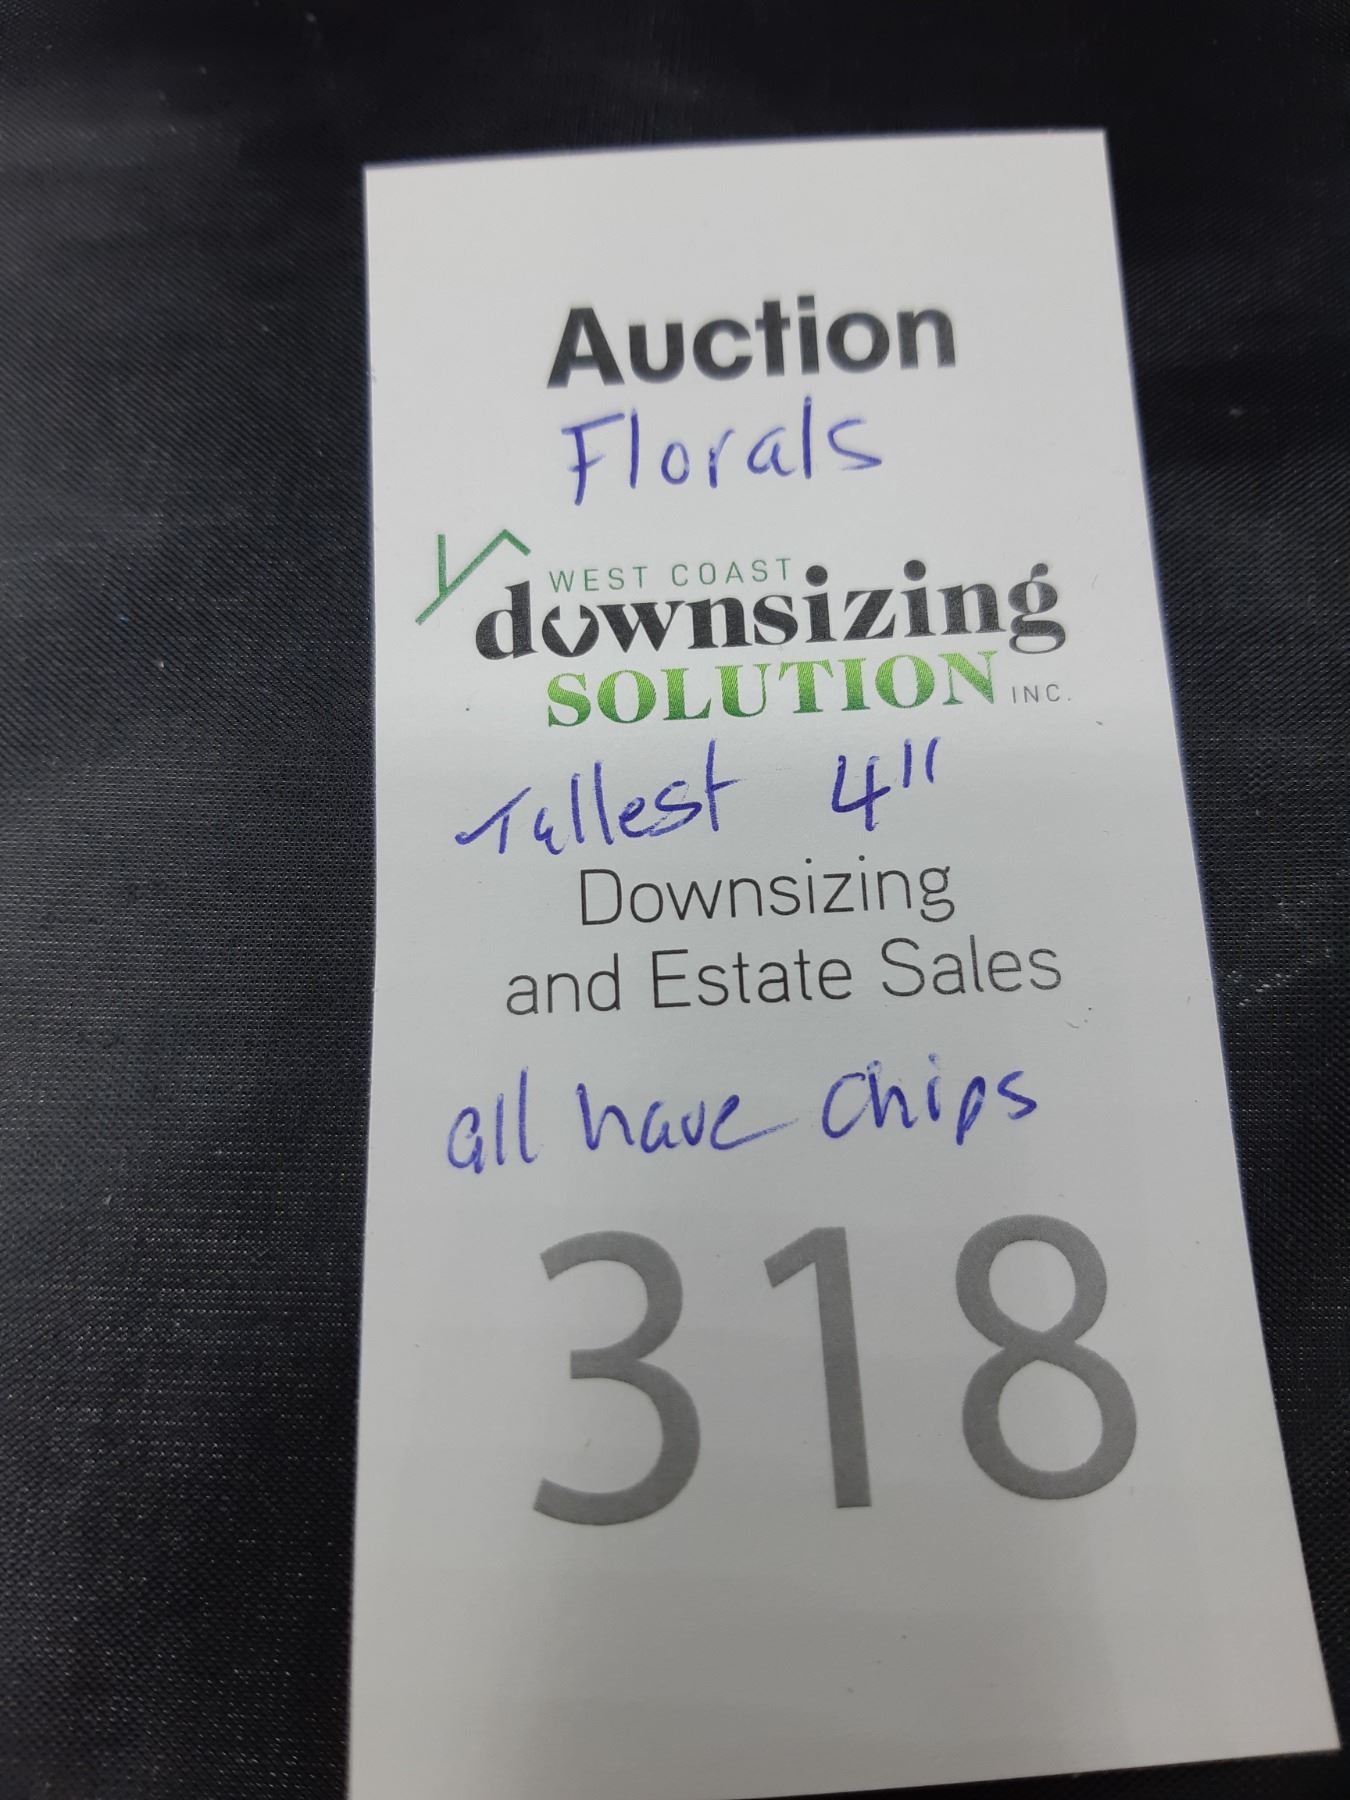 Auction
Florals
WEST COAST
downsizing
SOLUTION INC.
Tallest 4"
Downsizing
and Estate Sales
all have chips
318